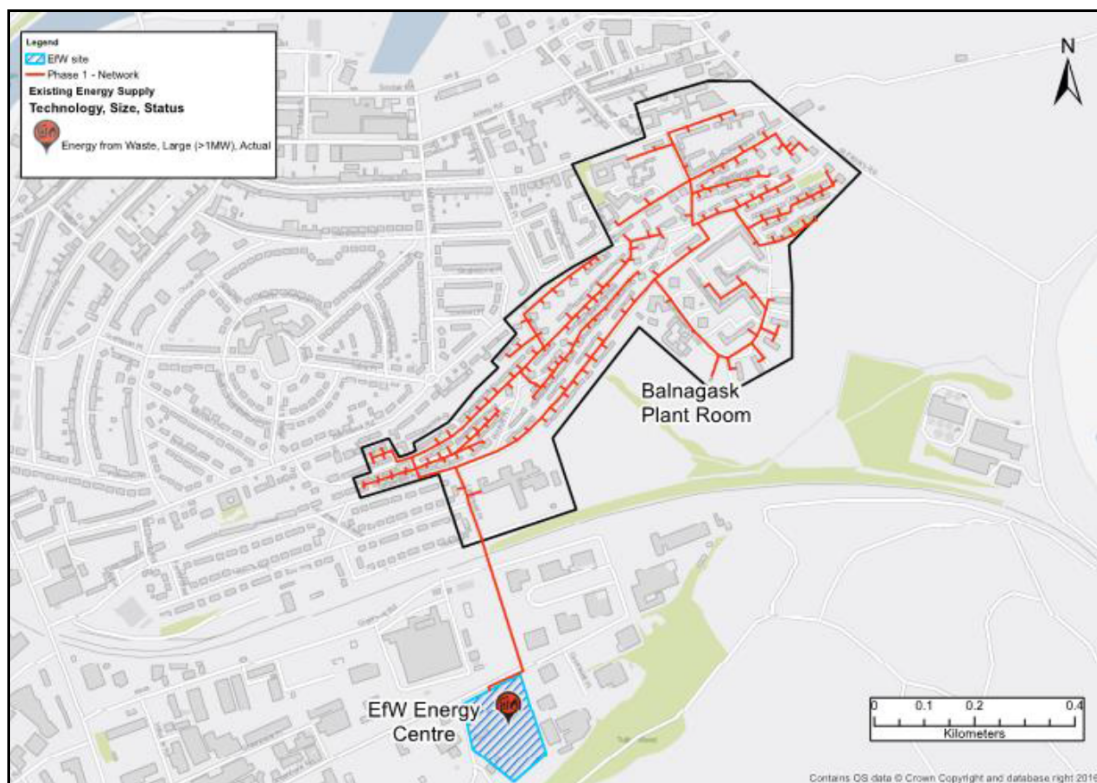 Legend
EfW site
Phase 1 - Network
Existing Energy Supply
Technology, Size, Status
Energy from Waste, Large (>1MW), Actual
N
Balnagask
Plant Room
EfW Energy
Centre
0 0.1 0.2 0.4
Kilometers
Contains OS data © Crown Copyright and database right 2016